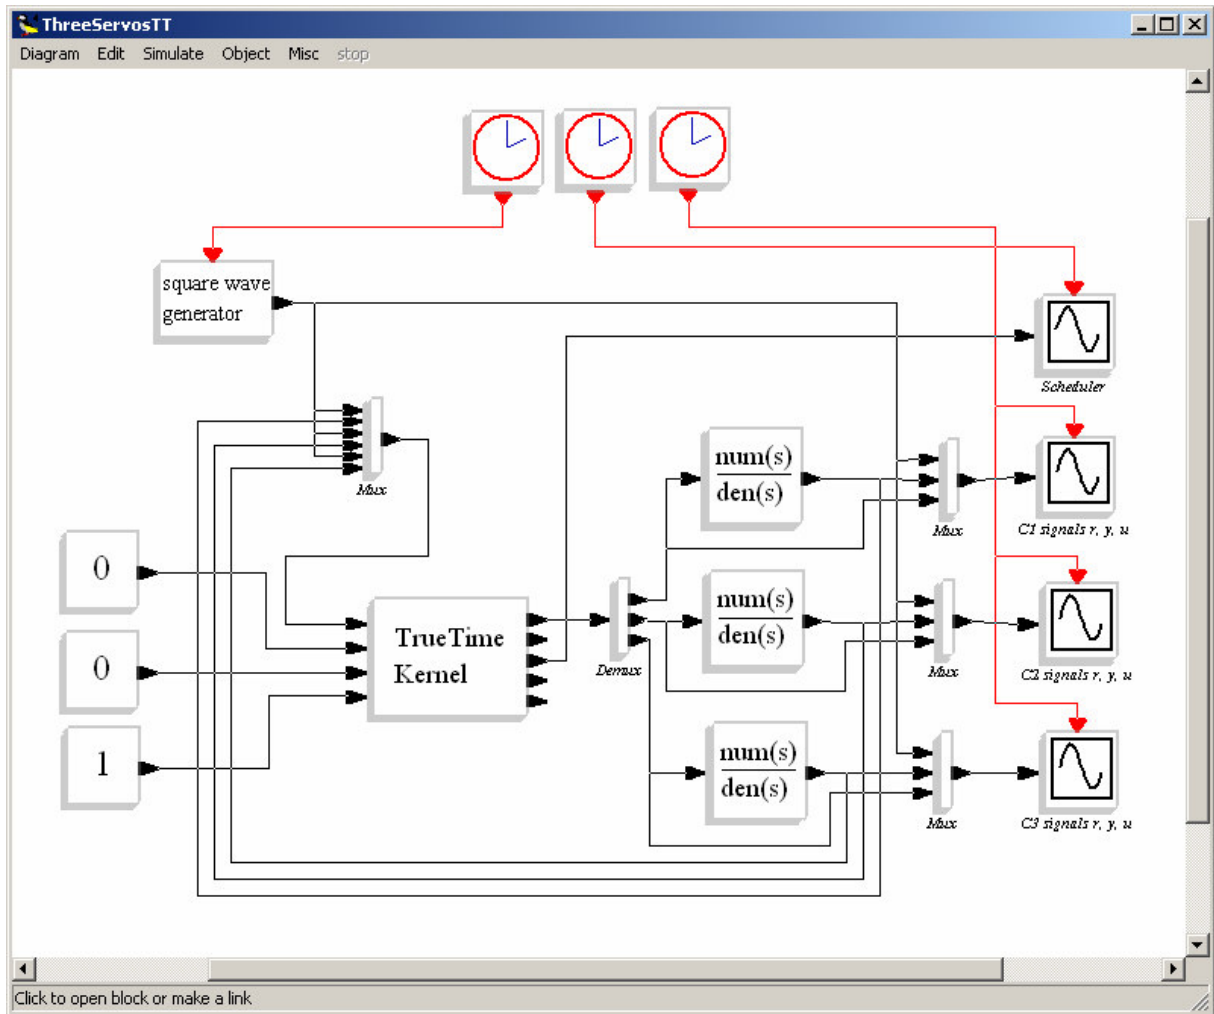 ThreeServosTT
Diagram Edit Simulate Object Misc stop
square wave
generator
Scheduler
Mux
num(s)
den(s)
Mux
C1 signals r, y, u
0
TrueTime
Kernel
Demux
num(s)
den(s)
Mux
C2 signals r, y, u
0
1
num(s)
den(s)
Mux
C3 signals r, y, u
Click to open block or make a link